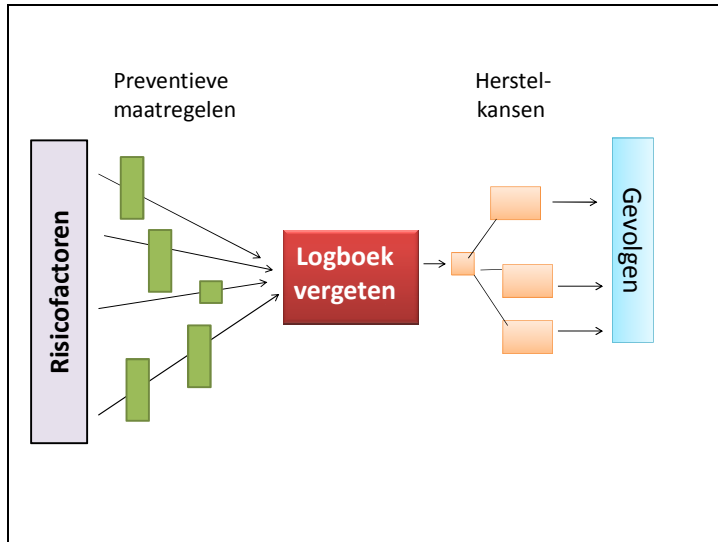 Preventieve
maatregelen
Herstel-
kansen
Risicofactoren
Logboek
vergeten
Gevolgen